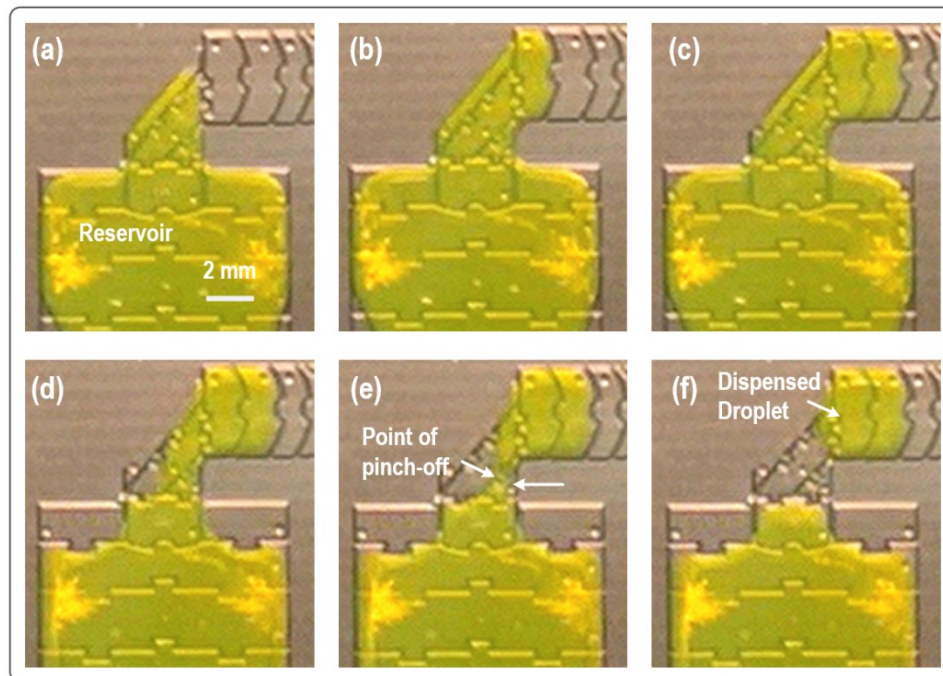 (a)
(b)
(c)
Reservoir
2 mm
(d)
(e)
(f)
Point of
pinch-off
Dispensed
Droplet